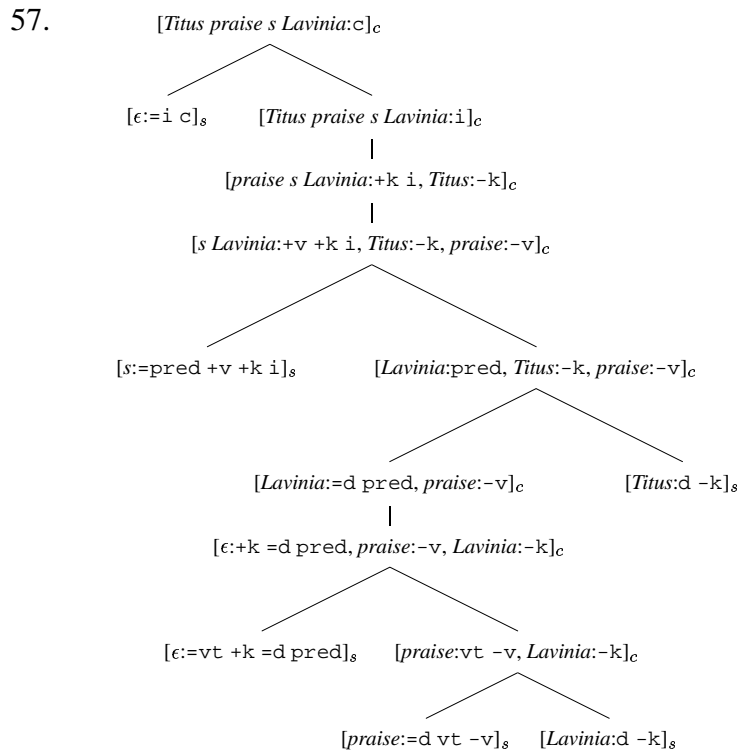 57. [Titus praise s Lavinia:c]c
[ϵ:=i c]s [Titus praise s Lavinia:i]c
[praise s Lavinia:+k i, Titus:-k]c
[s Lavinia:+v +k i, Titus:-k, praise:-v]c
[s:=pred +v +k i]s [Lavinia:pred, Titus:-k, praise:-v]c
[Lavinia:=d pred, praise:-v]c [Titus:d -k]s
[ϵ:+k =d pred, praise:-v, Lavinia:-k]c
[ϵ:=vt +k =d pred]s [praise:vt -v, Lavinia:-k]c
[praise:=d vt -v]s [Lavinia:d -k]s